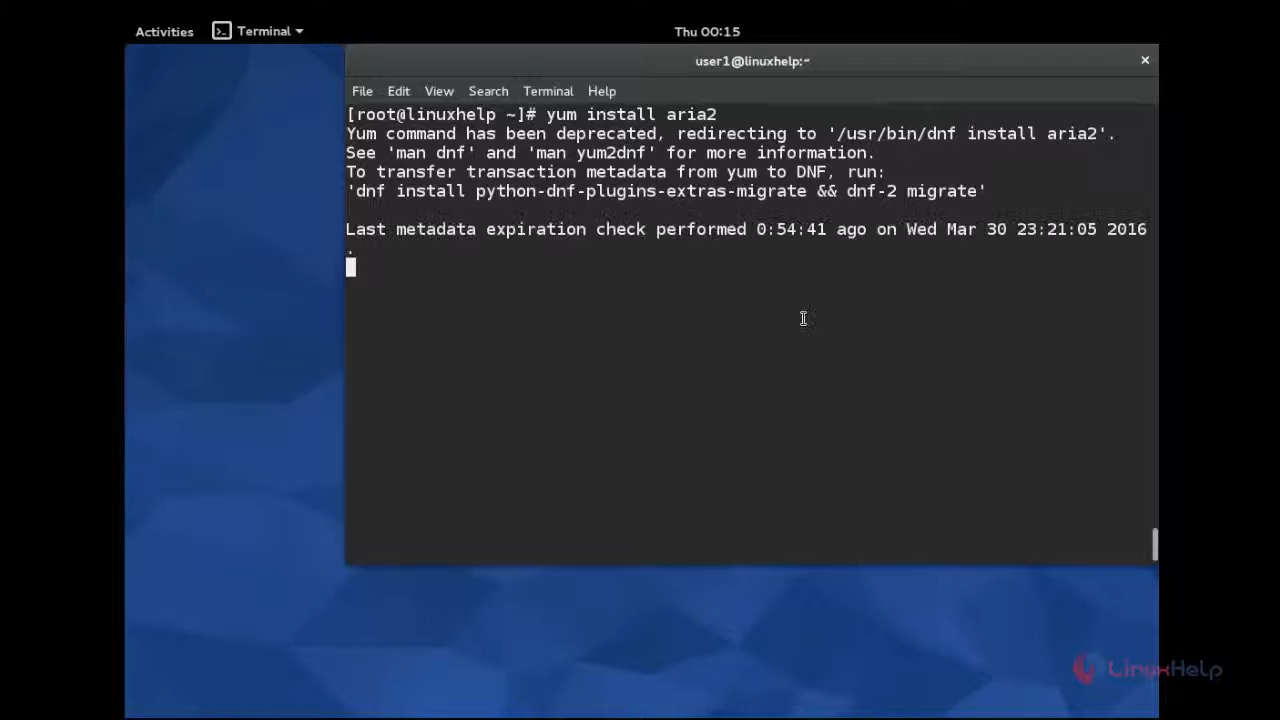 Activities Terminal Thu 00:15
user1@linuxhelp:~
File Edit View Search Terminal Help
[root@linuxhelp ~]# yum install aria2
Yum command has been deprecated, redirecting to '/usr/bin/dnf install aria2'.
See 'man dnf' and 'man yum2dnf' for more information.
To transfer transaction metadata from yum to DNF, run:
'dnf install python-dnf-plugins-extras-migrate && dnf-2 migrate'
Last metadata expiration check performed 0:54:41 ago on Wed Mar 30 23:21:05 2016
.
LinuxHelp